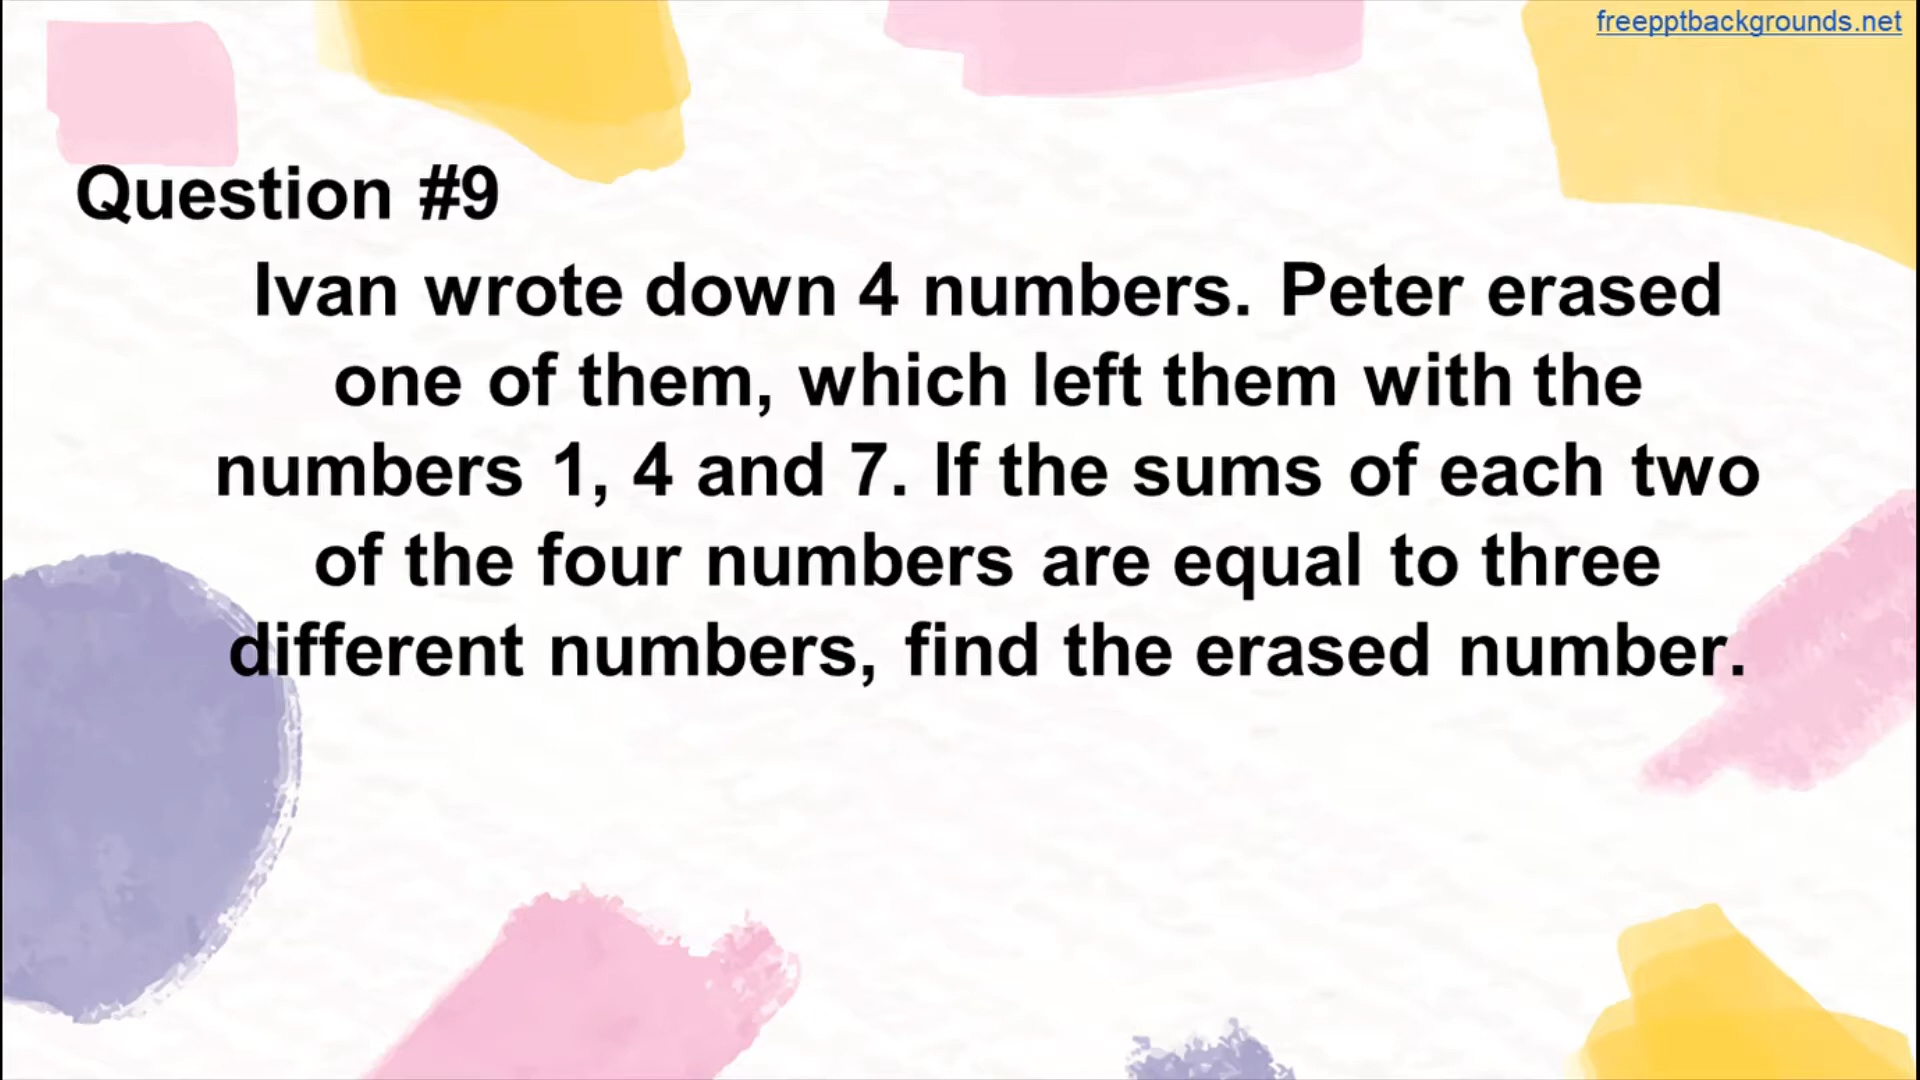 freepptbackgrounds.net
Question #9
Ivan wrote down 4 numbers. Peter erased
one of them, which left them with the
numbers 1, 4 and 7. If the sums of each two
of the four numbers are equal to three
different numbers, find the erased number.